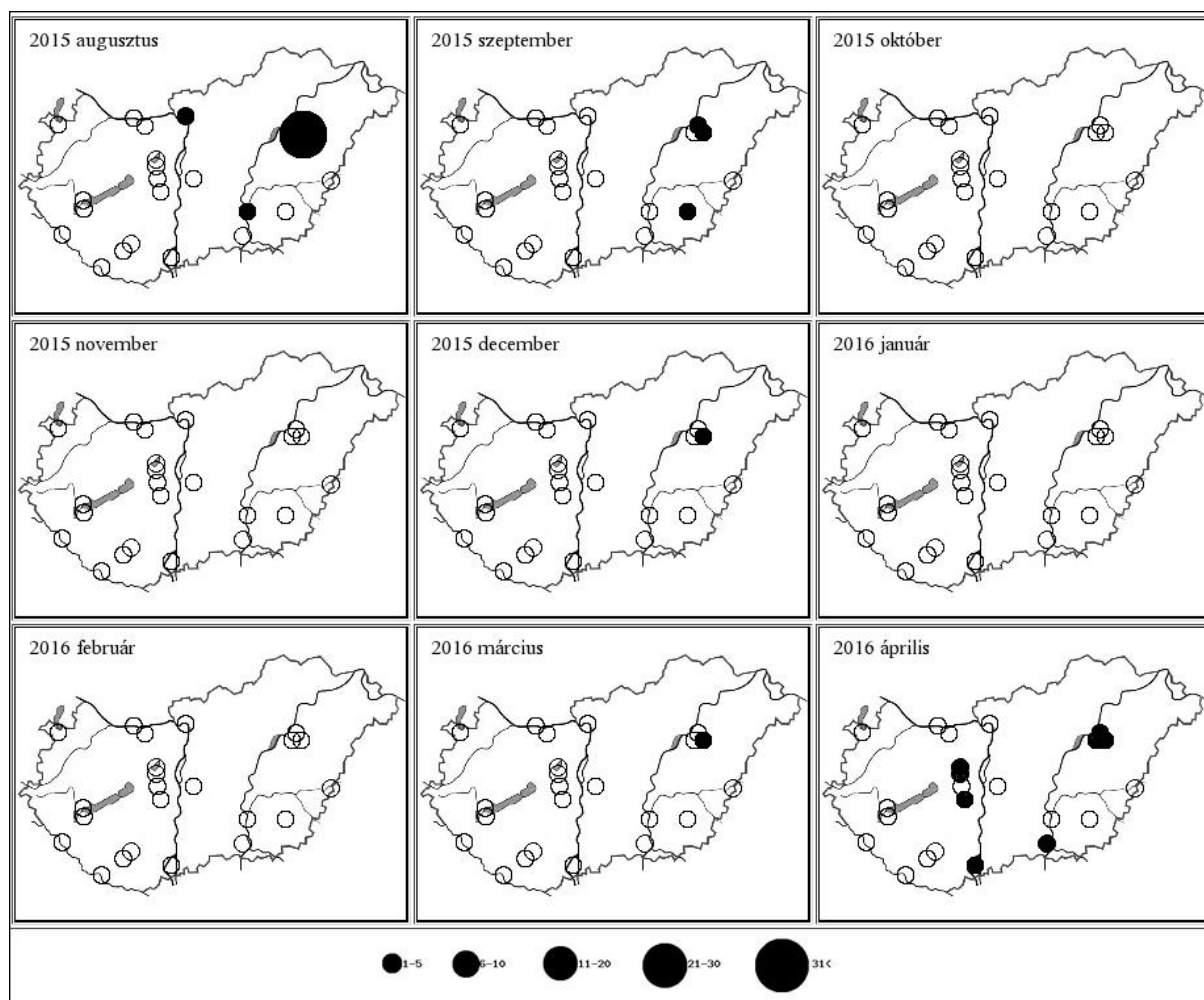 2015 augusztus
2015 szeptember
2015 október
2015 november
2015 december
2016 január
2016 február
2016 március
2016 április
1-5
6-10
11-20
21-30
31<